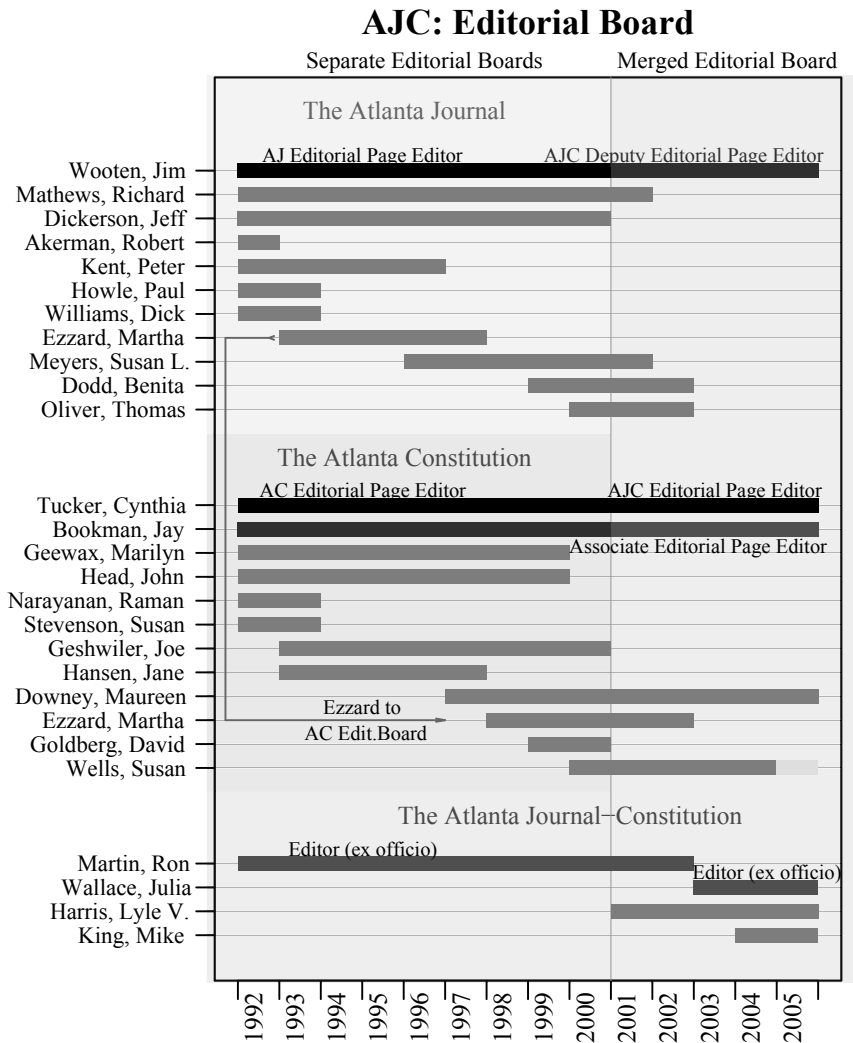 AJC: Editorial Board
Separate Editorial Boards
Merged Editorial Board
The Atlanta Journal
AJ Editorial Page Editor
AJC Deputy Editorial Page Editor
Wooten, Jim
Mathews, Richard
Dickerson, Jeff
Akerman, Robert
Kent, Peter
Howle, Paul
Williams, Dick
Ezzard, Martha
Meyers, Susan L.
Dodd, Benita
Oliver, Thomas
The Atlanta Constitution
AC Editorial Page Editor
AJC Editorial Page Editor
Tucker, Cynthia
Bookman, Jay
Associate Editorial Page Editor
Geewax, Marilyn
Head, John
Narayanan, Raman
Stevenson, Susan
Geshwiler, Joe
Hansen, Jane
Downey, Maureen
Ezzard, Martha
Ezzard to
AC Edit.Board
Goldberg, David
Wells, Susan
The Atlanta Journal−Constitution
Editor (ex officio)
Martin, Ron
Editor (ex officio)
Wallace, Julia
Harris, Lyle V.
King, Mike
1992
1993
1994
1995
1996
1997
1998
1999
2000
2001
2002
2003
2004
2005